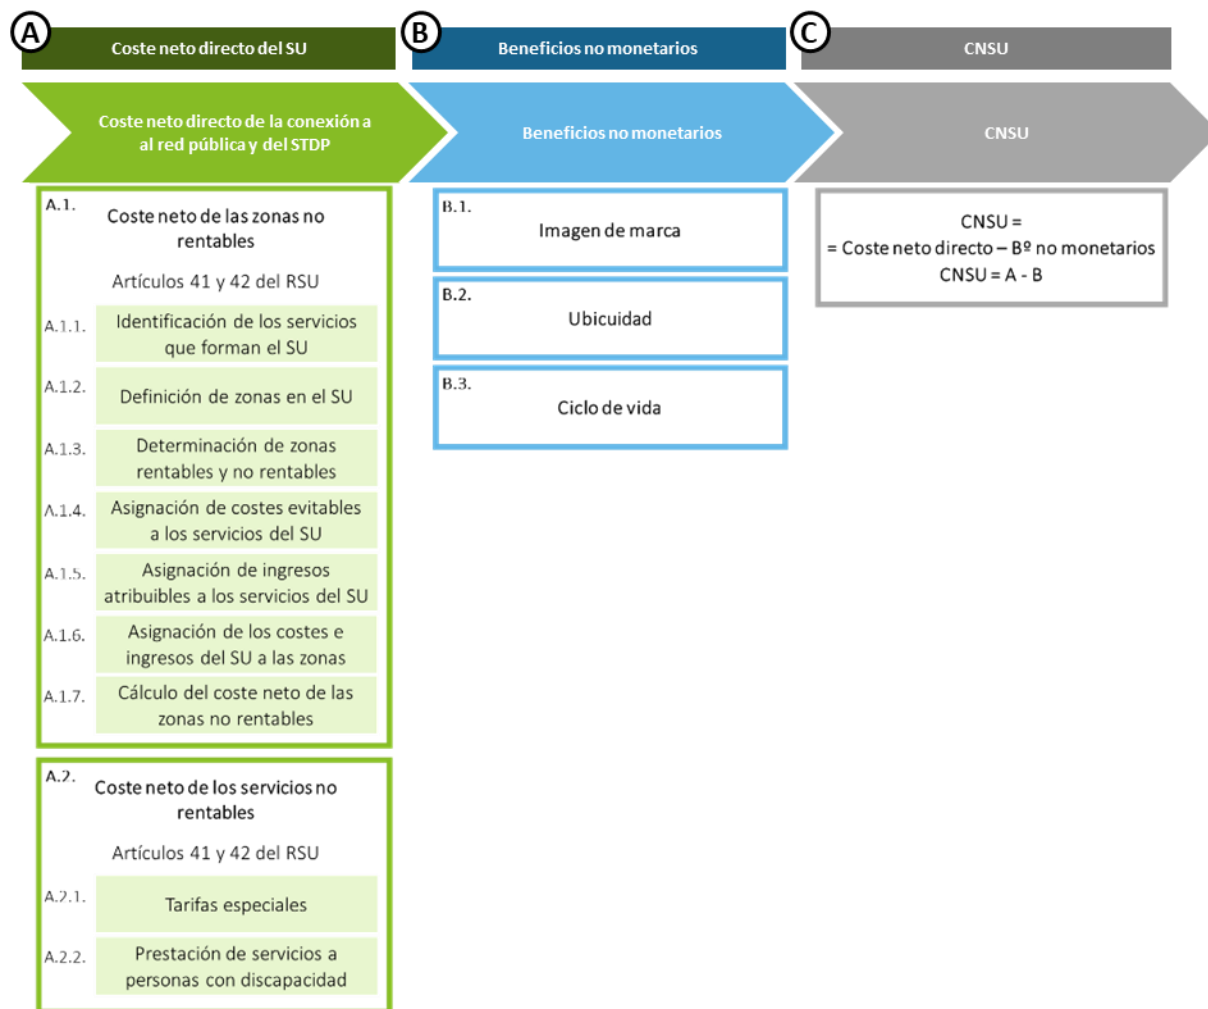 A
Coste neto directo del SU
B
Beneficios no monetarios
C
CNSU
Coste neto directo de la conexión a
al red pública y del STDP
Beneficios no monetarios
CNSU
A.1.
Coste neto de las zonas no
rentables
Artículos 41 y 42 del RSU
A.1.1.
Identificación de los servicios
que forman el SU
A.1.2.
Definición de zonas en el SU
A.1.3.
Determinación de zonas
rentables y no rentables
A.1.4.
Asignación de costes evitables
a los servicios del SU
A.1.5.
Asignación de ingresos
atribuibles a los servicios del SU
A.1.6.
Asignación de los costes e
ingresos del SU a las zonas
A.1.7.
Cálculo del coste neto de las
zonas no rentables
A.2.
Coste neto de los servicios no
rentables
Artículos 41 y 42 del RSU
A.2.1.
Tarifas especiales
A.2.2.
Prestación de servicios a
personas con discapacidad
B.1.
Imagen de marca
B.2.
Ubicuidad
B.3.
Ciclo de vida
CNSU =
= Coste neto directo – Bº no monetarios
CNSU = A - B